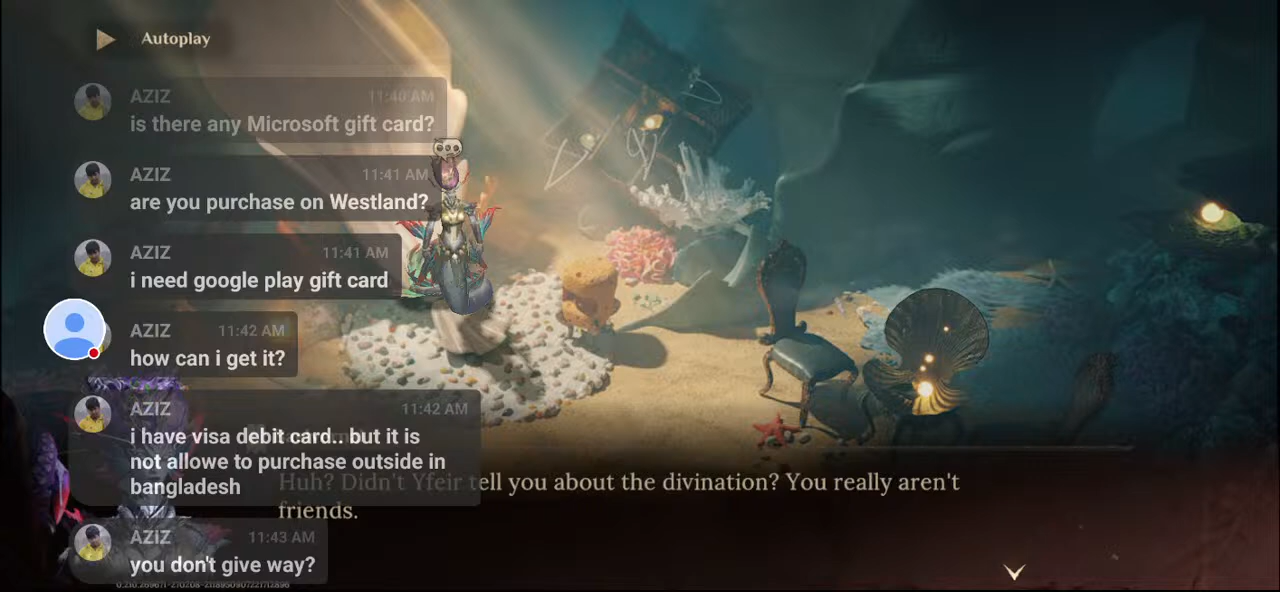 Autoplay
AZIZ 11:40 AM
is there any Microsoft gift card?
AZIZ 11:41 AM
are you purchase on Westland?
AZIZ 11:41 AM
i need google play gift card
AZIZ 11:42 AM
how can i get it?
AZIZ 11:42 AM
i have visa debit card.. but it is
not allowe to purchase outside in
bangladesh
Huh? Didn't Yfeir tell you about the divination? You really aren't
friends.
AZIZ 11:43 AM
you don't give way?